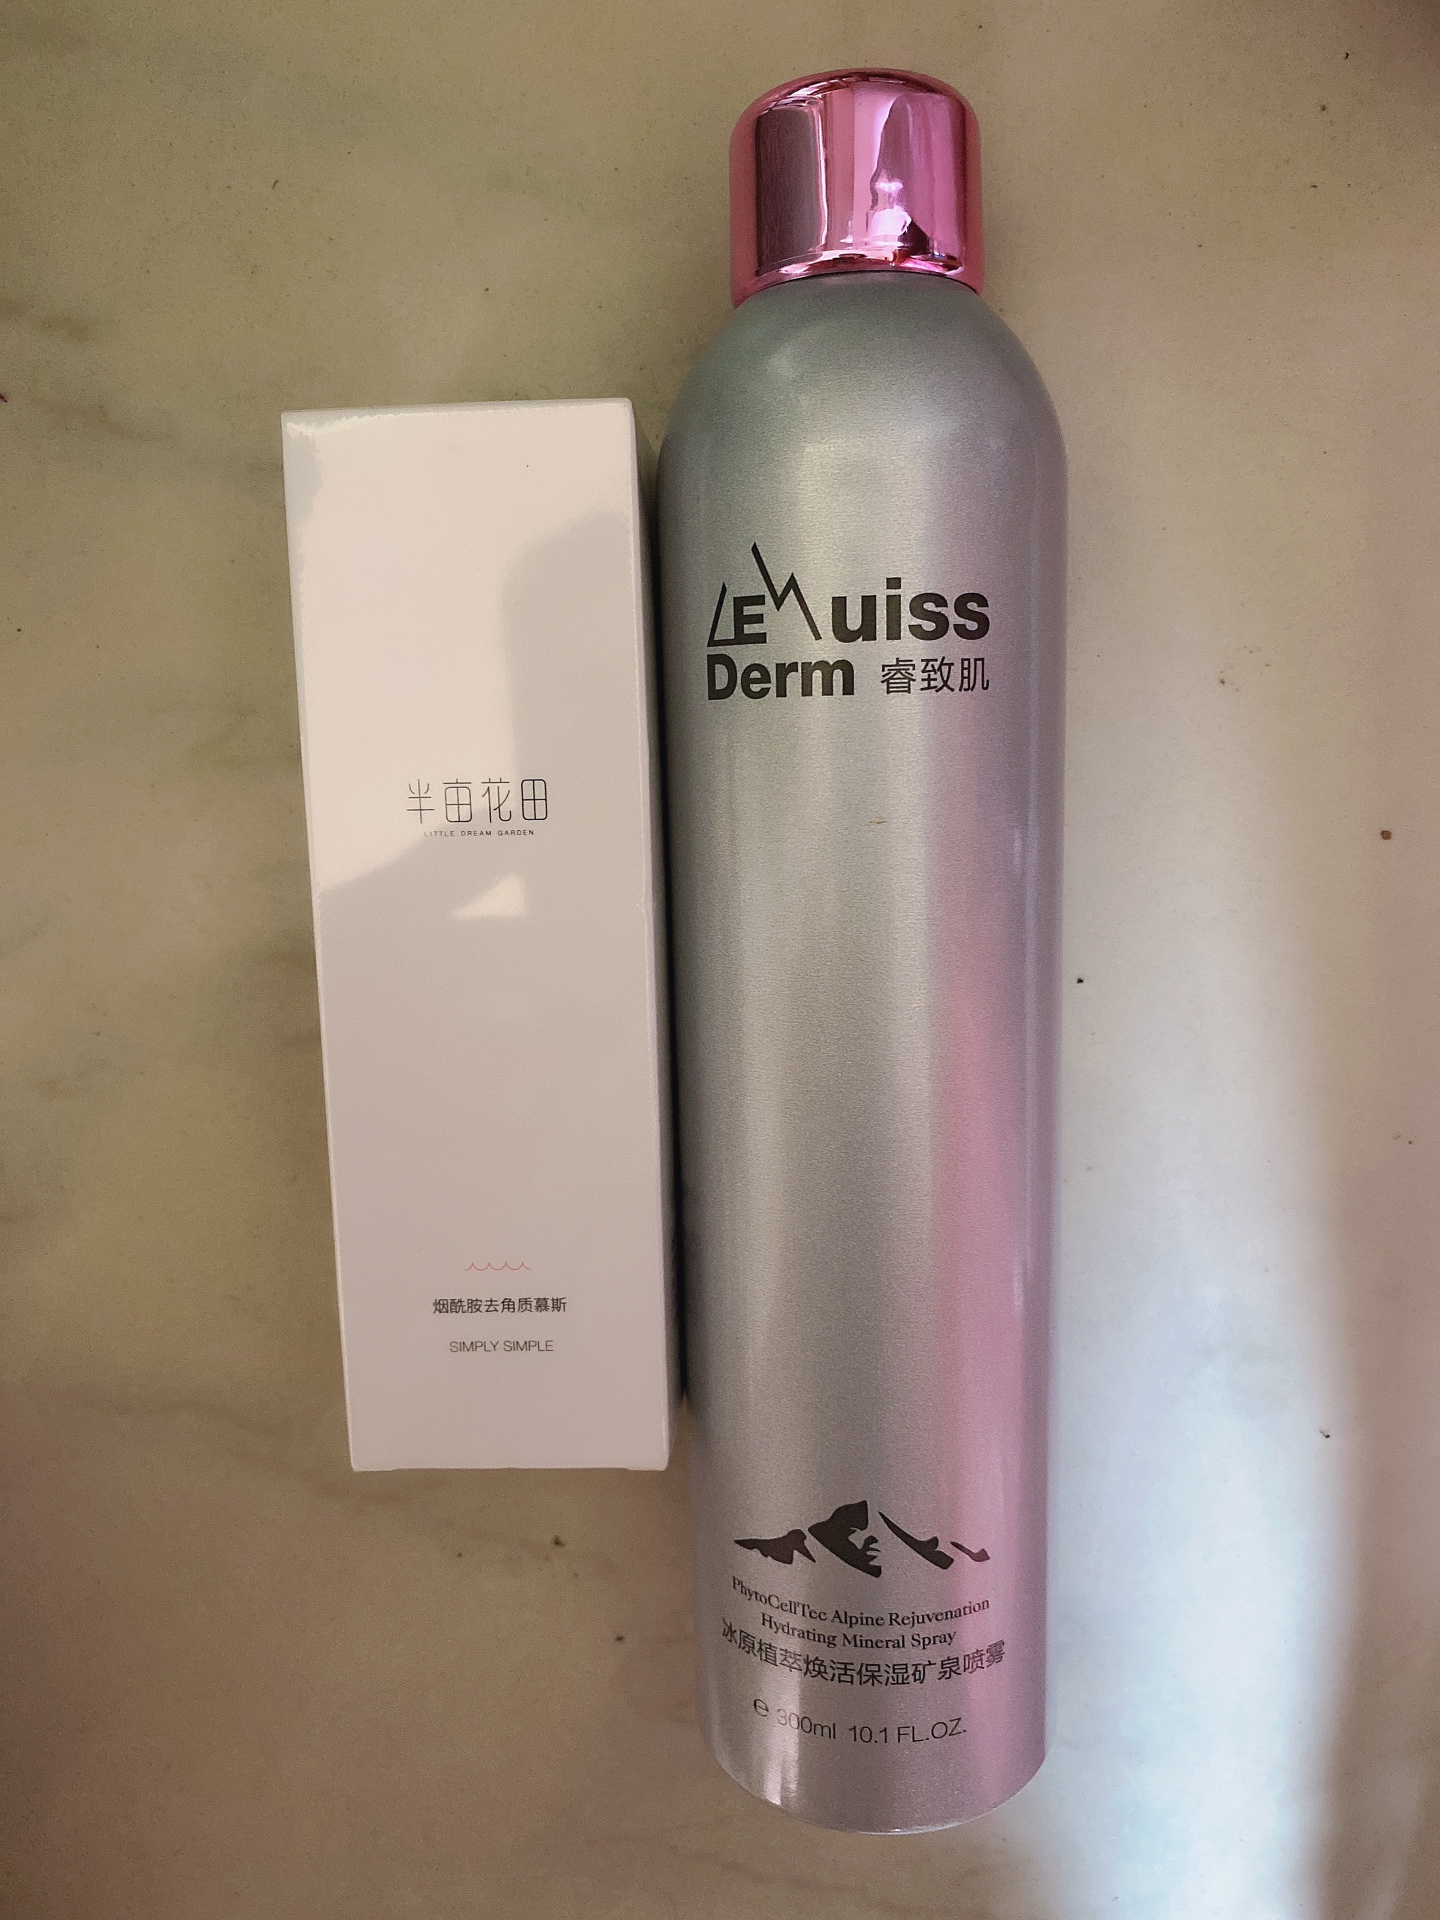 半亩花田
LITTLE DREAM GARDEN
烟酰胺去角质慕斯
SIMPLY SIMPLE
LEMuiss
Derm 睿致肌
PhytoCellTec Alpine Rejuvenation
Hydrating Mineral Spray
冰原植萃焕活保湿矿泉喷雾
℮ 300ml 10.1 FL.OZ.